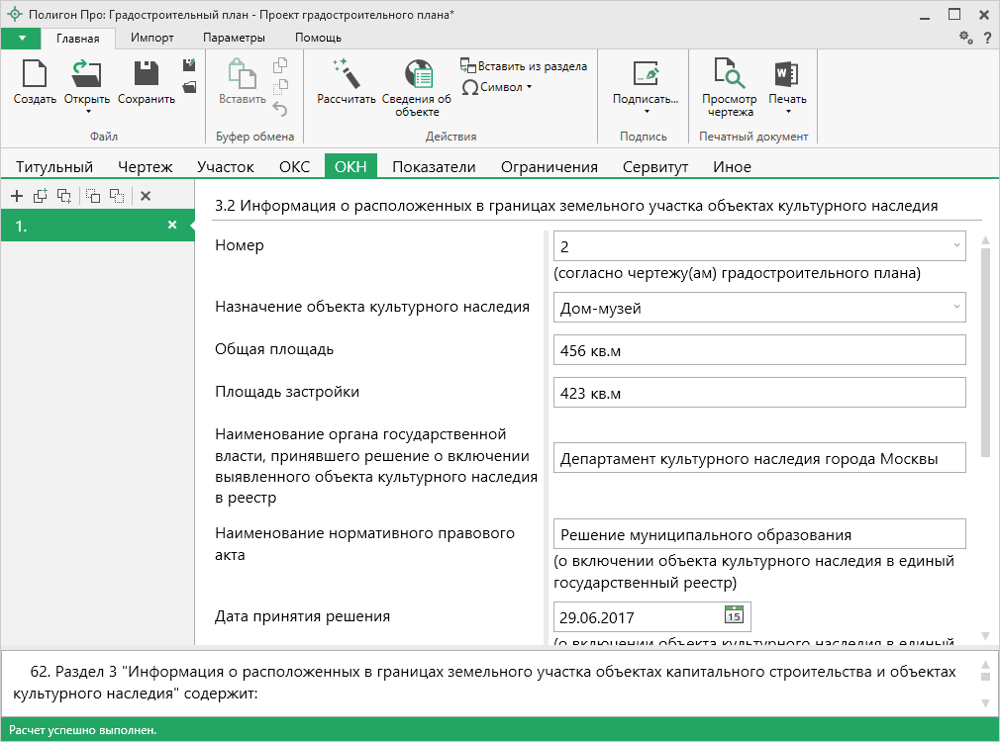 Полигон Про: Градостроительный план - Проект градостроительного плана*
Главная Импорт Параметры Помощь
?
Создать Открыть Сохранить
Файл
Вставить
Буфер обмена
Рассчитать Сведения об объекте
Вставить из раздела
Символ
Действия
Подписать...
Подпись
Просмотр чертежа Печать
Печатный документ
Титульный Чертеж Участок ОКС ОКН Показатели Ограничения Сервитут Иное
1.
3.2 Информация о расположенных в границах земельного участка объектах культурного наследия
Номер
2
(согласно чертежу(ам) градостроительного плана)
Назначение объекта культурного наследия
Дом-музей
Общая площадь
456 кв.м
Площадь застройки
423 кв.м
Наименование органа государственной
власти, принявшего решение о включении
выявленного объекта культурного наследия
в реестр
Департамент культурного наследия города Москвы
Наименование нормативного правового
акта
Решение муниципального образования
(о включении объекта культурного наследия в единый
государственный реестр)
Дата принятия решения
29.06.2017
15
(о включении объекта культурного наследия в единый
62. Раздел 3 "Информация о расположенных в границах земельного участка объектах капитального строительства и объектах
культурного наследия" содержит:
Расчет успешно выполнен.